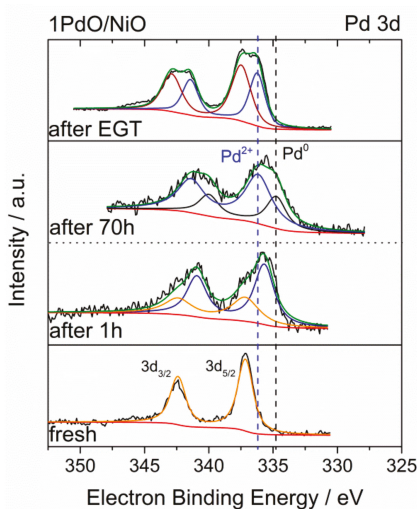 1PdO/NiO Pd 3d
after EGT
Pd²⁺ Pd⁰
after 70h
after 1h
3d₃/₂ 3d₅/₂
fresh
Intensity / a.u.
350 345 340 335 330 325
Electron Binding Energy / eV